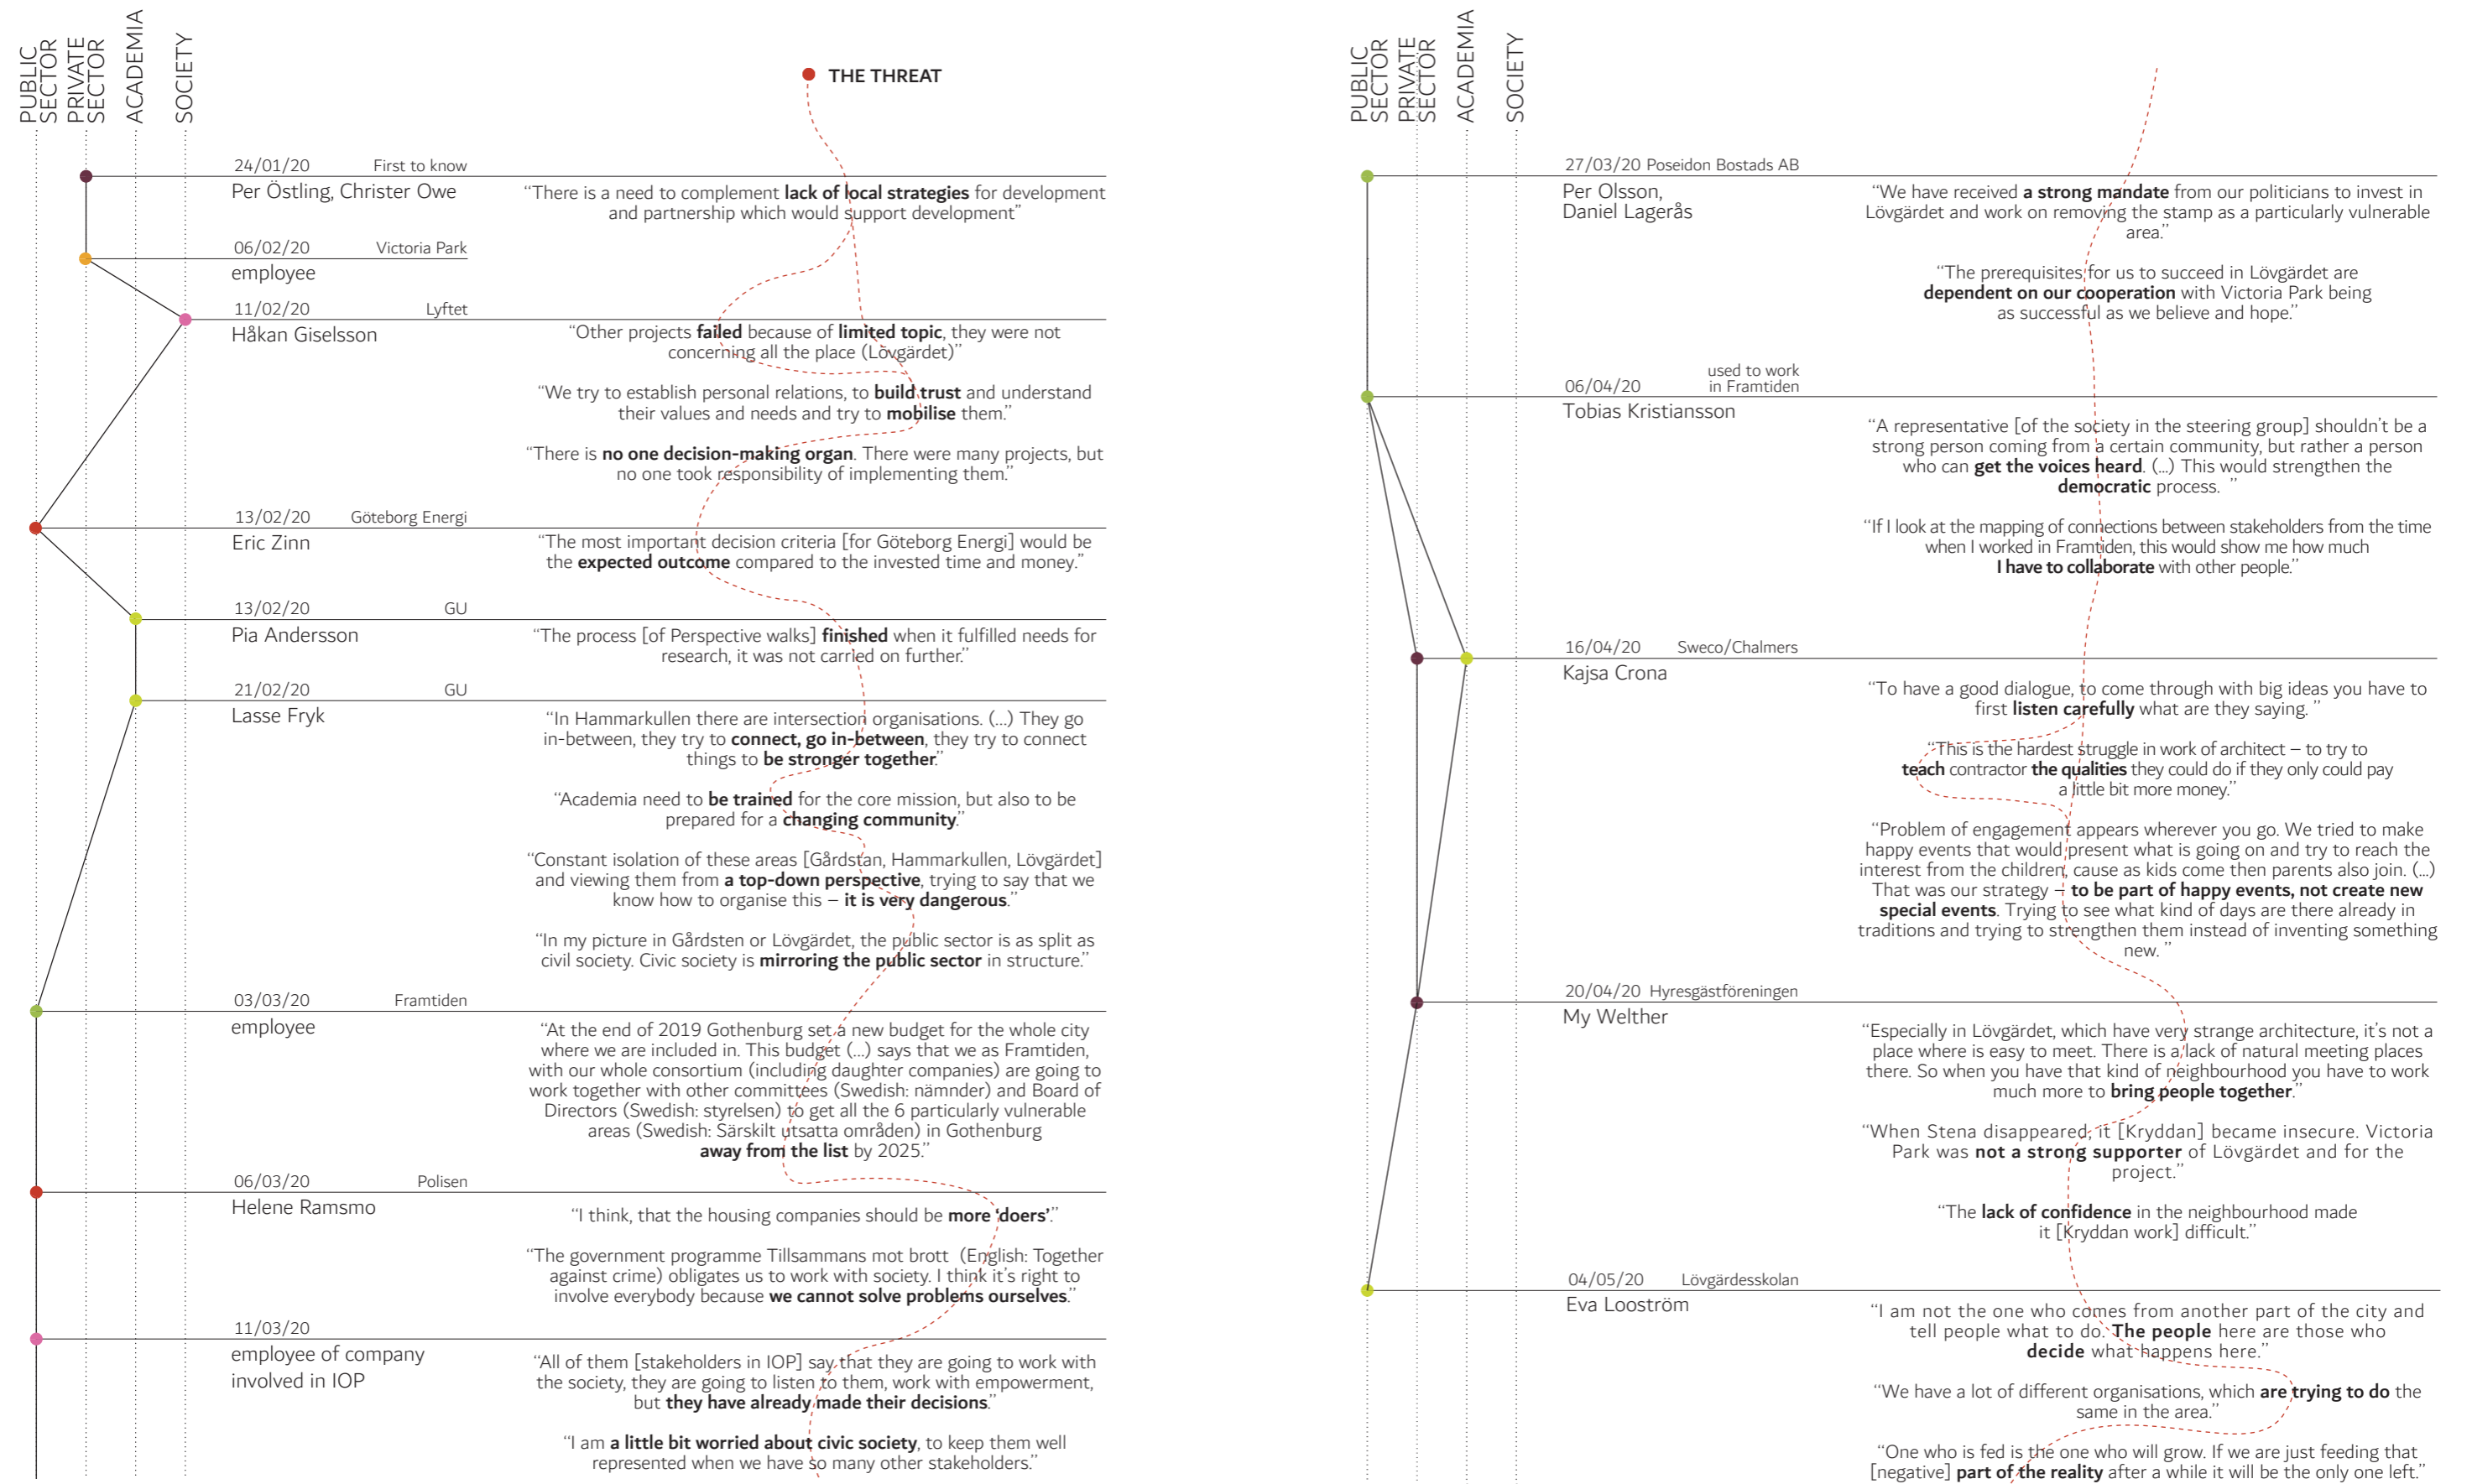 PUBLIC
SECTOR
PRIVATE
SECTOR
ACADEMIA
SOCIETY
THE THREAT
24/01/20 First to know
Per Östling, Christer Owe
“There is a need to complement lack of local strategies for development
and partnership which would support development”
06/02/20 Victoria Park
employee
11/02/20 Lyftet
Håkan Giselsson
“Other projects failed because of limited topic, they were not
concerning all the place (Lövgärdet)”
“We try to establish personal relations, to build trust and understand
their values and needs and try to mobilise them.”
“There is no one decision-making organ. There were many projects, but
no one took responsibility of implementing them.”
13/02/20 Göteborg Energi
Eric Zinn
“The most important decision criteria [for Göteborg Energi] would be
the expected outcome compared to the invested time and money.”
13/02/20 GU
Pia Andersson
“The process [of Perspective walks] finished when it fulfilled needs for
research, it was not carried on further.”
21/02/20 GU
Lasse Fryk
“In Hammarkullen there are intersection organisations. (...) They go
in-between, they try to connect, go in-between, they try to connect
things to be stronger together.”
“Academia need to be trained for the core mission, but also to be
prepared for a changing community.”
“Constant isolation of these areas [Gårdstan, Hammarkullen, Lövgärdet]
and viewing them from a top-down perspective, trying to say that we
know how to organise this – it is very dangerous.”
“In my picture in Gårdsten or Lövgärdet, the public sector is as split as
civil society. Civic society is mirroring the public sector in structure.”
03/03/20 Framtiden
employee
“At the end of 2019 Gothenburg set a new budget for the whole city
where we are included in. This budget (...) says that we as Framtiden,
with our whole consortium (including daughter companies) are going to
work together with other committees (Swedish: nämnder) and Board of
Directors (Swedish: styrelsen) to get all the 6 particularly vulnerable
areas (Swedish: Särskilt utsatta områden) in Gothenburg
away from the list by 2025.”
06/03/20 Polisen
Helene Ramsmo
“I think, that the housing companies should be more ‘doers’.”
“The government programme Tillsammans mot brott (English: Together
against crime) obligates us to work with society. I think it’s right to
involve everybody because we cannot solve problems ourselves.”
11/03/20
employee of company
involved in IOP
“All of them [stakeholders in IOP] say that they are going to work with
the society, they are going to listen to them, work with empowerment,
but they have already made their decisions.”
“I am a little bit worried about civic society, to keep them well
represented when we have so many other stakeholders.”
PUBLIC
SECTOR
PRIVATE
SECTOR
ACADEMIA
SOCIETY
27/03/20 Poseidon Bostads AB
Per Olsson,
Daniel Lagerås
“We have received a strong mandate from our politicians to invest in
Lövgärdet and work on removing the stamp as a particularly vulnerable
area.”
“The prerequisites for us to succeed in Lövgärdet are
dependent on our cooperation with Victoria Park being
as successful as we believe and hope.”
used to work
06/04/20 in Framtiden
Tobias Kristiansson
“A representative [of the society in the steering group] shouldn’t be a
strong person coming from a certain community, but rather a person
who can get the voices heard. (...) This would strengthen the
democratic process. ”
“If I look at the mapping of connections between stakeholders from the time
when I worked in Framtiden, this would show me how much
I have to collaborate with other people.”
16/04/20 Sweco/Chalmers
Kajsa Crona
“To have a good dialogue, to come through with big ideas you have to
first listen carefully what are they saying. ”
“This is the hardest struggle in work of architect – to try to
teach contractor the qualities they could do if they only could pay
a little bit more money.”
“Problem of engagement appears wherever you go. We tried to make
happy events that would present what is going on and try to reach the
interest from the children, cause as kids come then parents also join. (...)
That was our strategy – to be part of happy events, not create new
special events. Trying to see what kind of days are there already in
traditions and trying to strengthen them instead of inventing something
new. ”
20/04/20 Hyresgästföreningen
My Welther
“Especially in Lövgärdet, which have very strange architecture, it’s not a
place where is easy to meet. There is a lack of natural meeting places
there. So when you have that kind of neighbourhood you have to work
much more to bring people together.”
“When Stena disappeared, it [Kryddan] became insecure. Victoria
Park was not a strong supporter of Lövgärdet and for the
project.”
“The lack of confidence in the neighbourhood made
it [Kryddan work] difficult.”
04/05/20 Lövgärdesskolan
Eva Looström
“I am not the one who comes from another part of the city and
tell people what to do. The people here are those who
decide what happens here.”
“We have a lot of different organisations, which are trying to do the
same in the area.”
“One who is fed is the one who will grow. If we are just feeding that
[negative] part of the reality after a while it will be the only one left.”